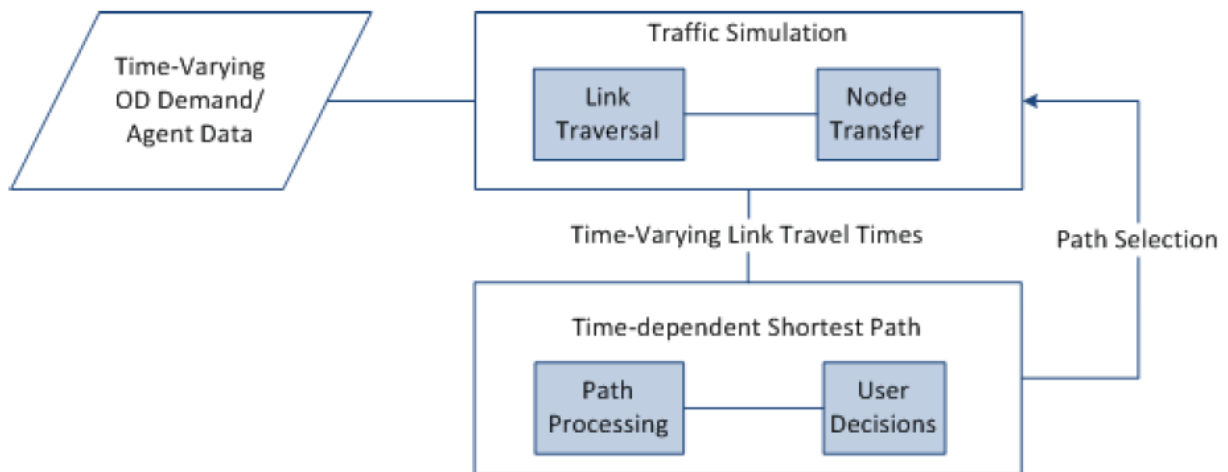 Time-Varying
OD Demand/
Agent Data
Traffic Simulation
Link
Traversal
Node
Transfer
Time-Varying Link Travel Times
Path Selection
Time-dependent Shortest Path
Path
Processing
User
Decisions